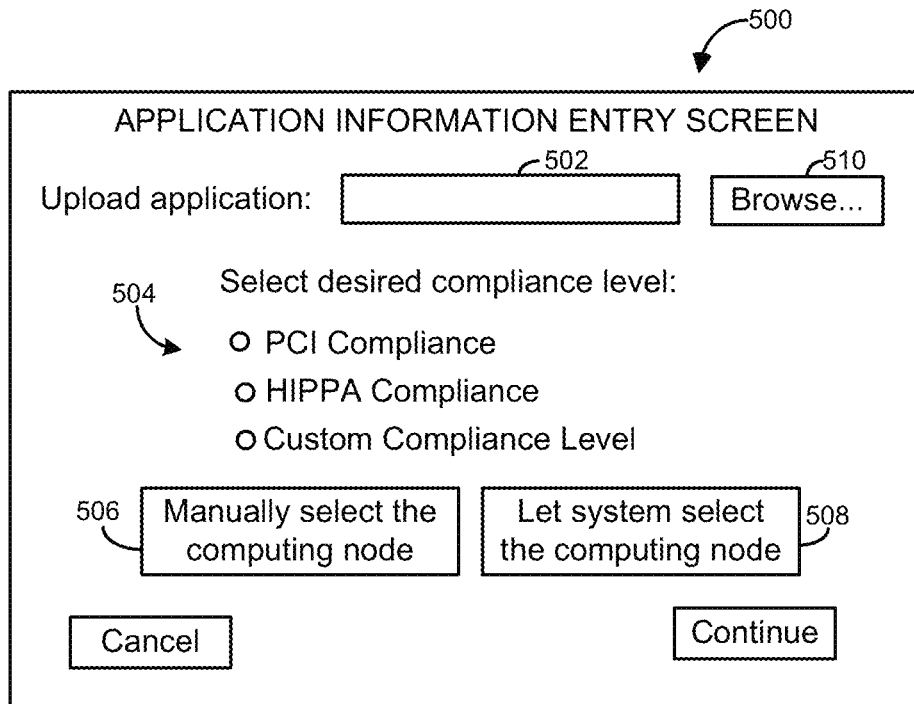 500
APPLICATION INFORMATION ENTRY SCREEN
502
510
Upload application:
Browse...
Select desired compliance level:
504
PCI Compliance
HIPPA Compliance
Custom Compliance Level
506
Manually select the
computing node
Let system select
the computing node
508
Cancel
Continue